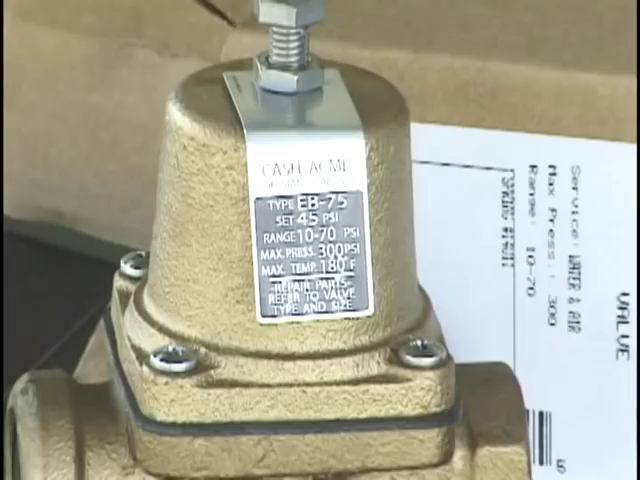 CASH ACME
TYPE EB-75
SET 45 PSI
RANGE 10-70 PSI
MAX. PRESS. 300 PSI
MAX. TEMP. 180°F
-REPAIR PARTS-
REFER TO VALVE
TYPE AND SIZE
VALVE
Service: WATER & AIR
Max Press.: 300
Range: 10-70